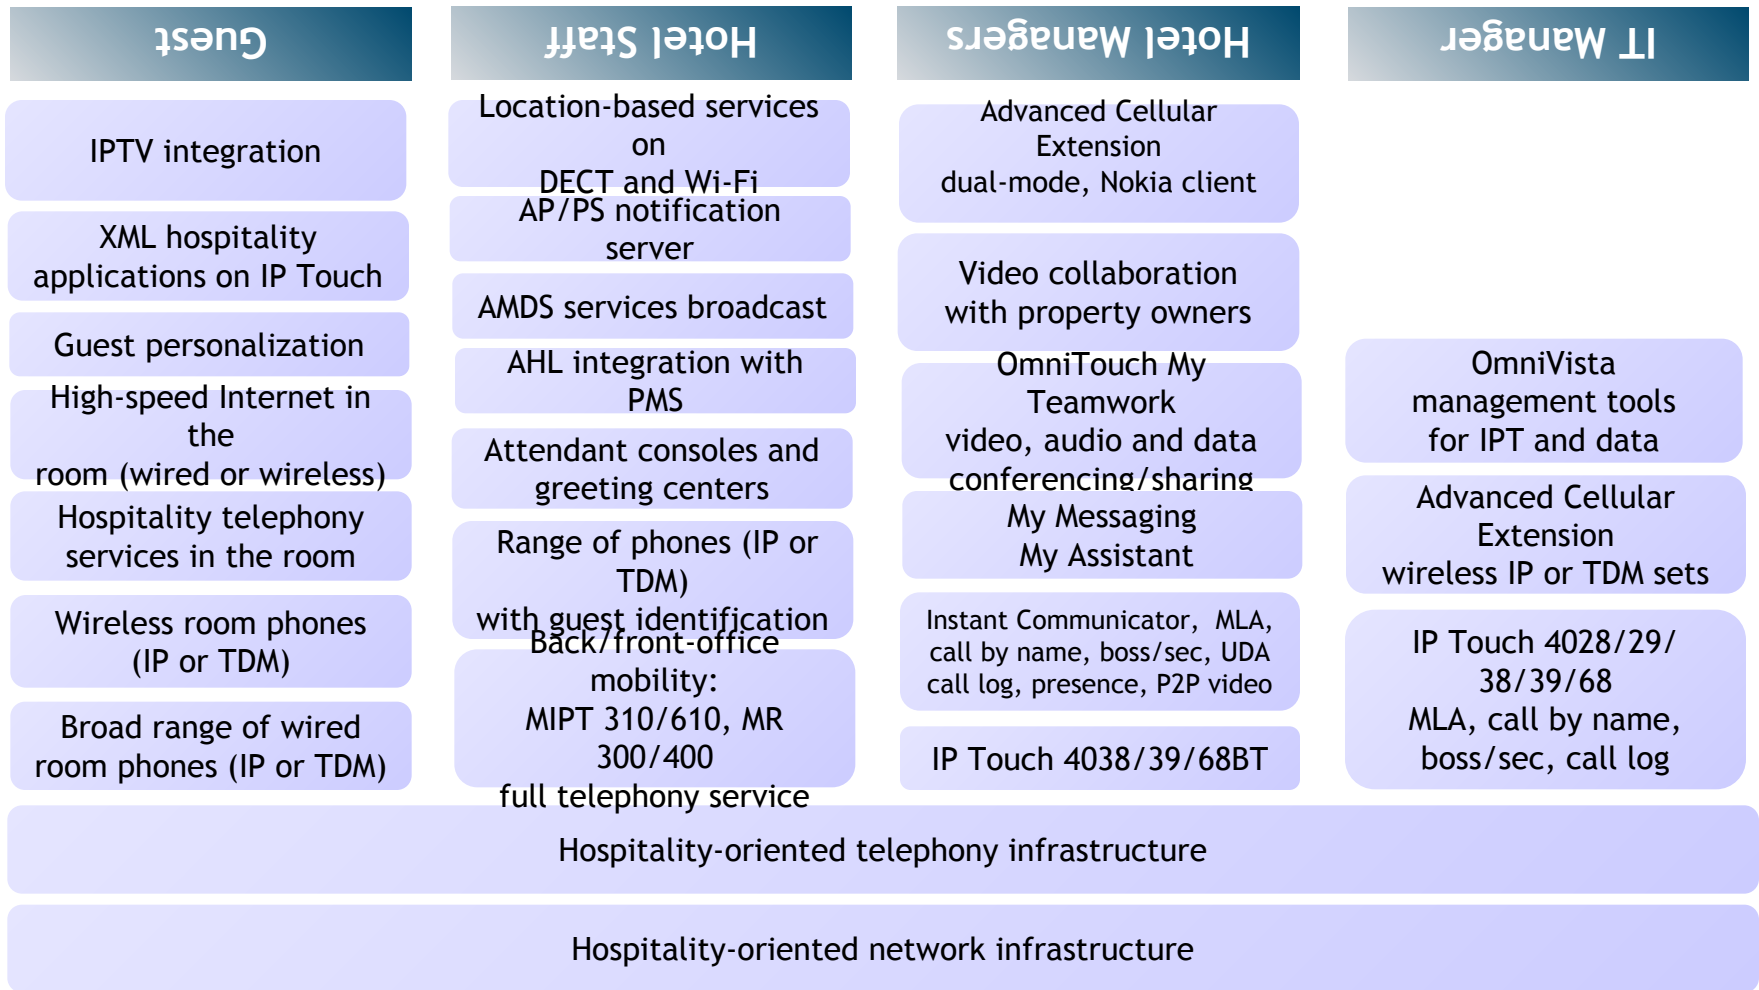 Guest
Hotel Staff
Hotel Managers
IT Manager
IPTV integration
XML hospitality
applications on IP Touch
Guest personalization
High-speed Internet in
the
room (wired or wireless)
Hospitality telephony
services in the room
Wireless room phones
(IP or TDM)
Broad range of wired
room phones (IP or TDM)
Location-based services
on
DECT and Wi-Fi
AP/PS notification
server
AMDS services broadcast
AHL integration with
PMS
Attendant consoles and
greeting centers
Range of phones (IP or
TDM)
with guest identification
Back/front-office
mobility:
MIPT 310/610, MR
300/400
full telephony service
Advanced Cellular
Extension
dual-mode, Nokia client
Video collaboration
with property owners
OmniTouch My
Teamwork
video, audio and data
conferencing/sharing
My Messaging
My Assistant
Instant Communicator, MLA,
call by name, boss/sec, UDA
call log, presence, P2P video
IP Touch 4038/39/68BT
OmniVista
management tools
for IPT and data
Advanced Cellular
Extension
wireless IP or TDM sets
IP Touch 4028/29/
38/39/68
MLA, call by name,
boss/sec, call log
Hospitality-oriented telephony infrastructure
Hospitality-oriented network infrastructure